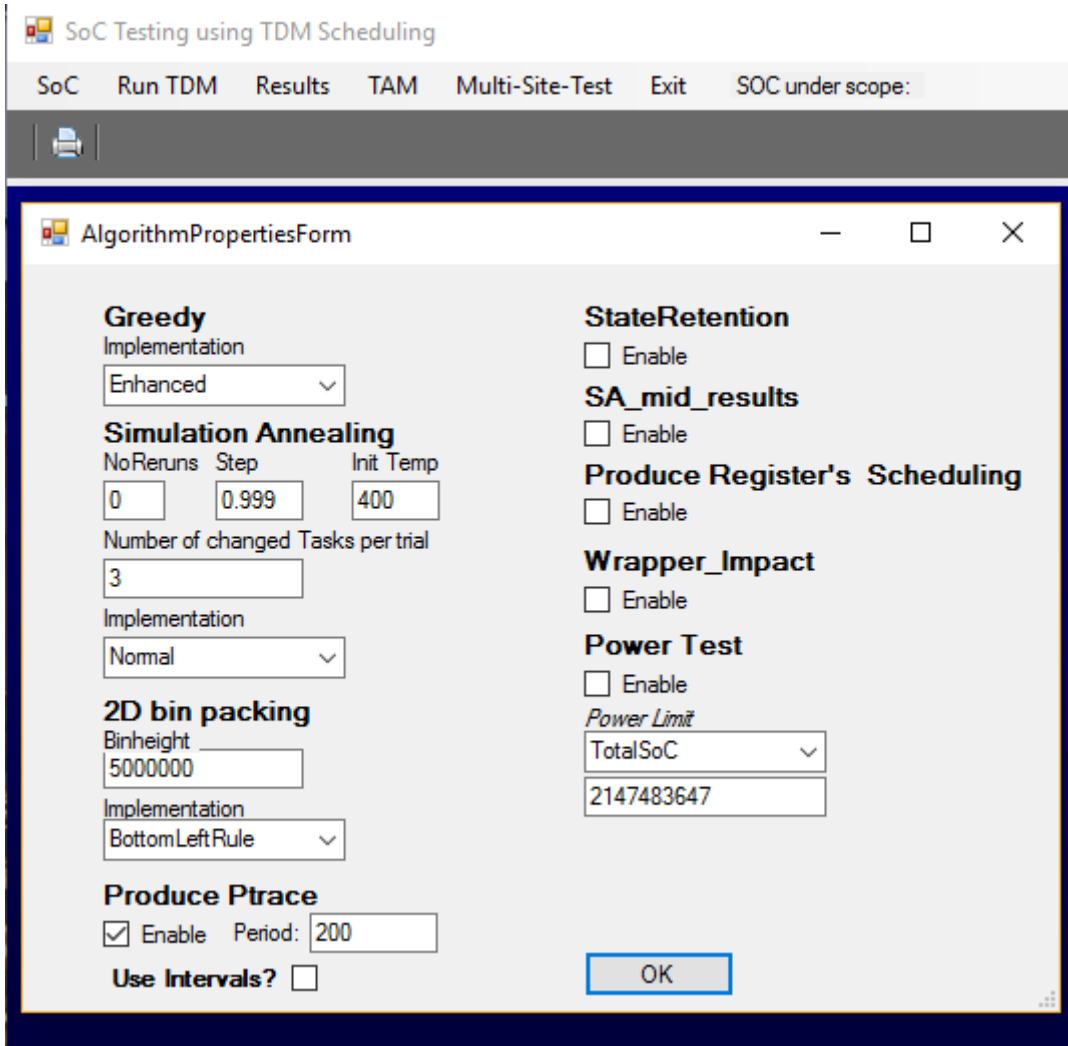 SoC Testing using TDM Scheduling
SoC Run TDM Results TAM Multi-Site-Test Exit SOC under scope:
AlgorithmPropertiesForm
Greedy
Implementation
Enhanced
Simulation Annealing
NoReruns Step Init Temp
0 0.999 400
Number of changed Tasks per trial
3
Implementation
Normal
2D bin packing
Binheight
5000000
Implementation
BottomLeftRule
Produce Ptrace
Enable Period: 200
Use Intervals?
StateRetention
Enable
SA_mid_results
Enable
Produce Register's Scheduling
Enable
Wrapper_Impact
Enable
Power Test
Enable
Power Limit
TotalSoC
2147483647
OK